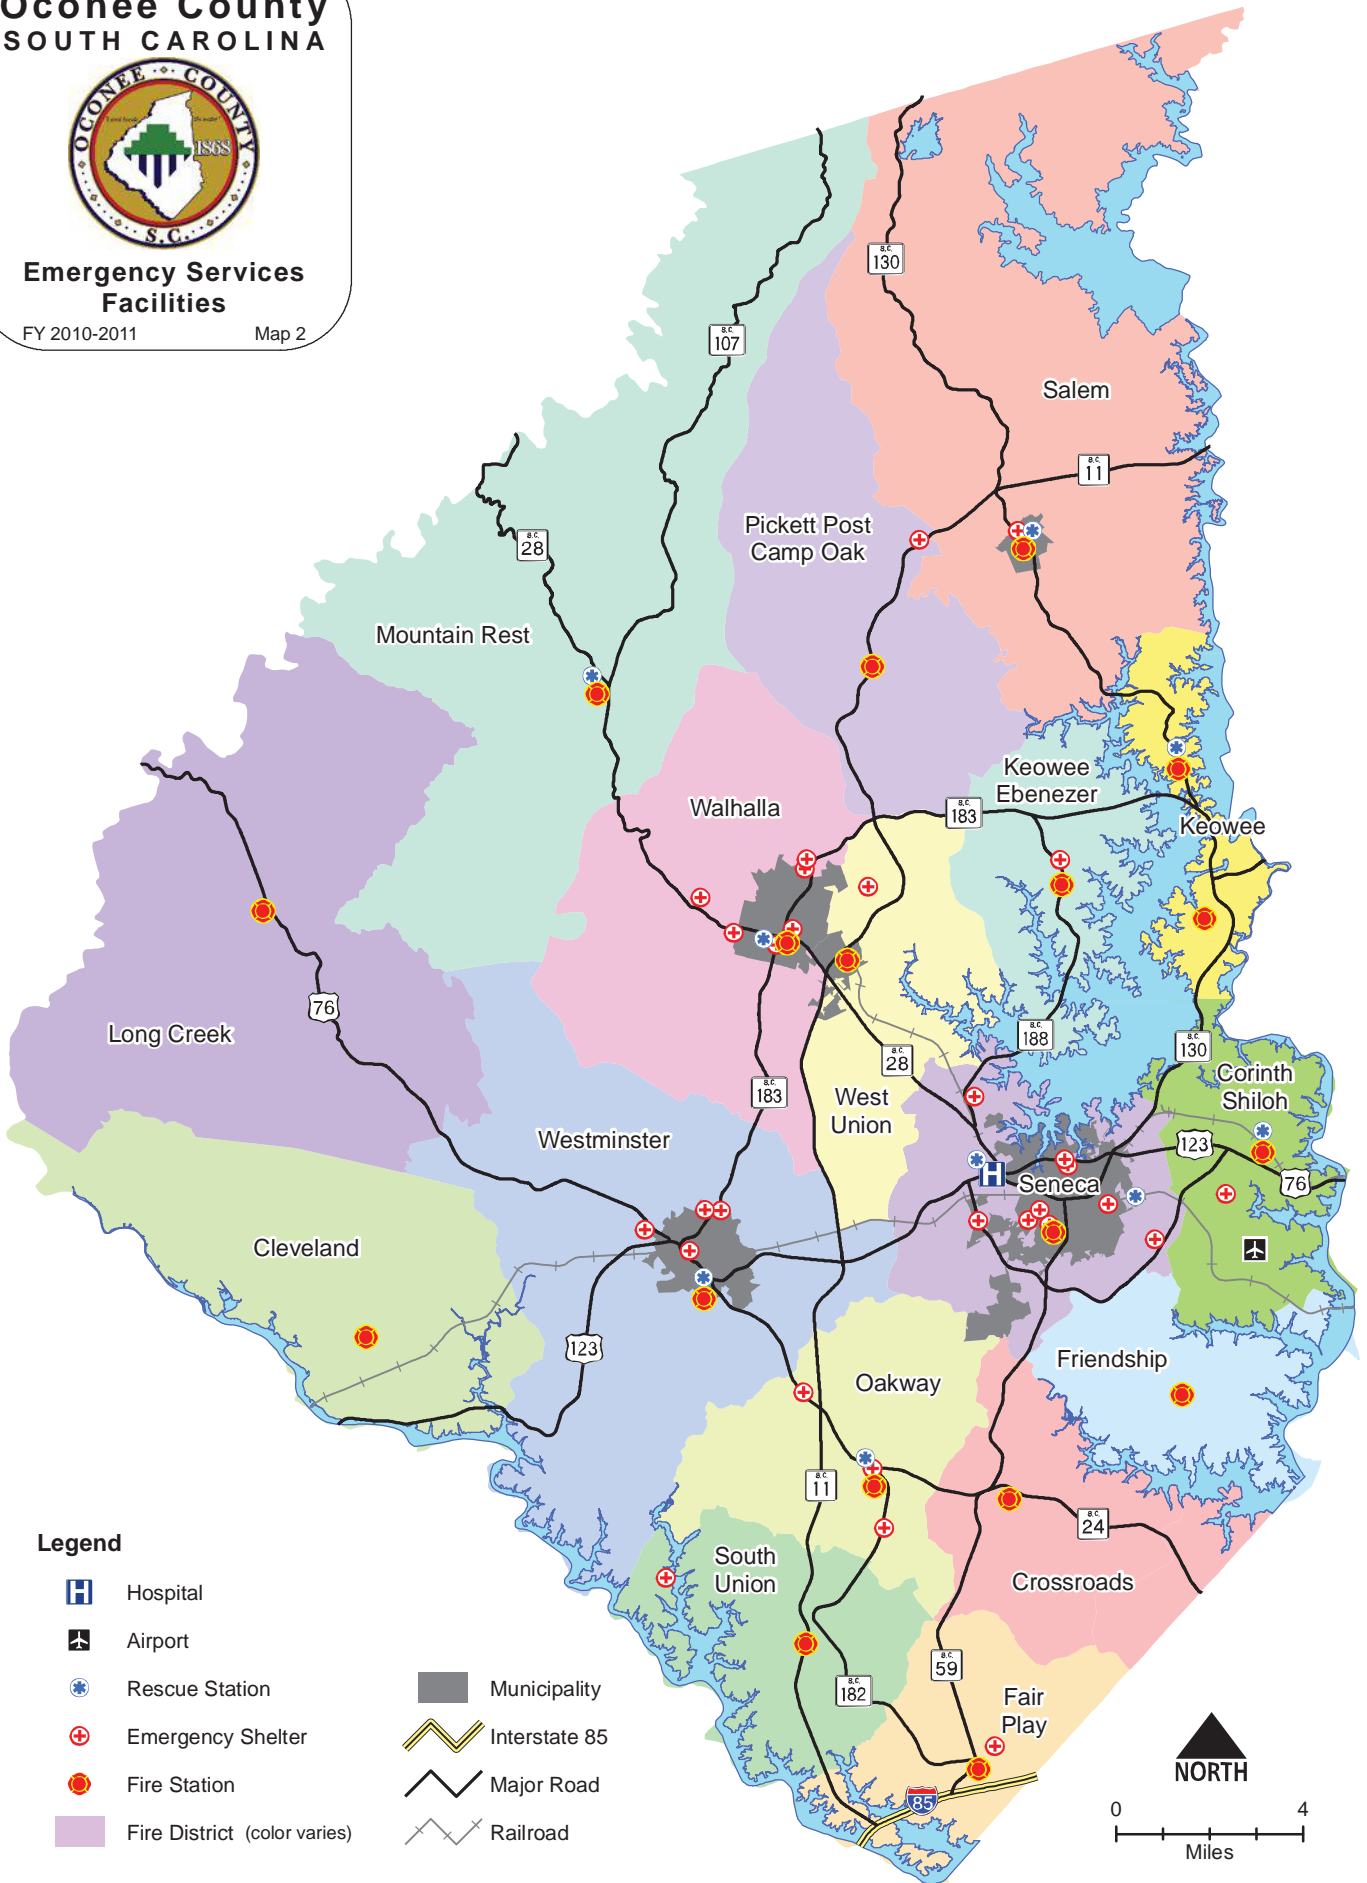 Oconee County
SOUTH CAROLINA
OCONEE COUNTY
1868
S.C.
Emergency Services
Facilities
FY 2010-2011 Map 2
S.C.
130
S.C.
107
Salem
S.C.
11
Pickett Post
Camp Oak
S.C.
28
Mountain Rest
Keowee
Ebenezer
Walhalla
S.C.
183
Keowee
76
Long Creek
S.C.
188
S.C.
130
S.C.
28
Corinth
Shiloh
S.C.
183
West
Union
Westminster
123
H
Seneca
76
Cleveland
123
Friendship
Oakway
S.C.
11
S.C.
24
South
Union
Crossroads
S.C.
59
S.C.
182
Fair
Play
85
Legend
H Hospital
Airport
Rescue Station
Emergency Shelter
Fire Station
Fire District (color varies)
Municipality
Interstate 85
Major Road
Railroad
NORTH
0 4
Miles